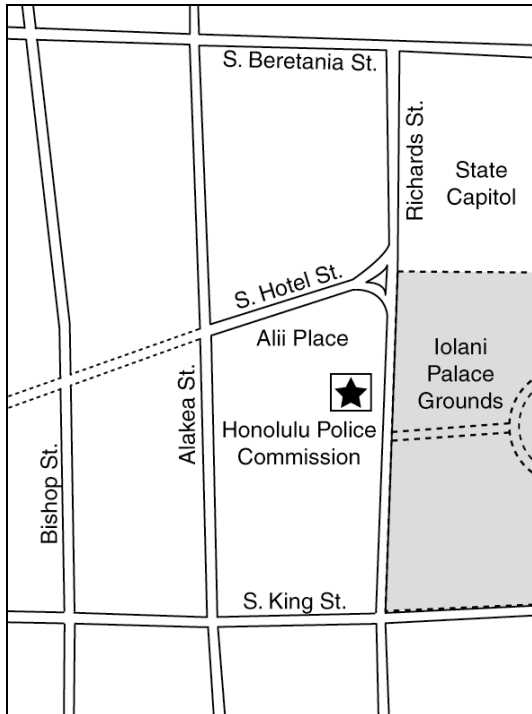 S. Beretania St.
Richards St.
State
Capitol
S. Hotel St.
Alii Place
Iolani
Palace
Grounds
Alakea St.
Honolulu Police
Commission
Bishop St.
S. King St.